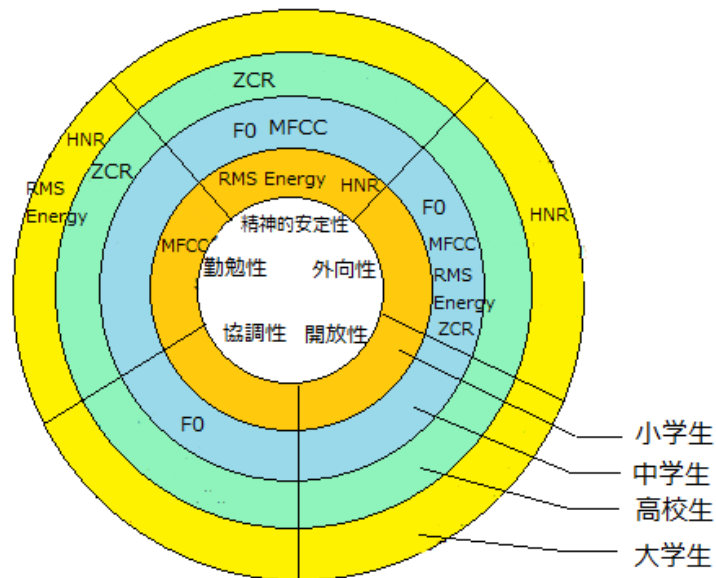 ZCR
F0 MFCC
HNR
ZCR
RMS Energy HNR
RMS
Energy
F0
HNR
精神的安定性
MFCC
MFCC
勤勉性
外向性
RMS
Energy
ZCR
協調性
開放性
F0
小学生
中学生
高校生
大学生